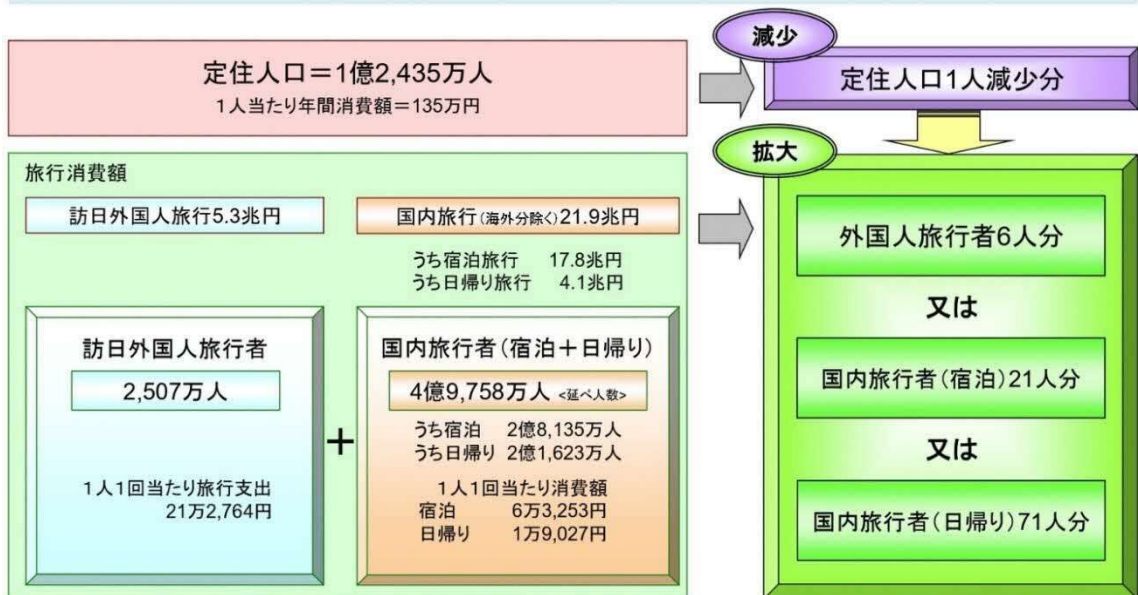 定住人口＝1億2,435万人
1人当たり年間消費額＝135万円
減少
定住人口1人減少分
旅行消費額
訪日外国人旅行5.3兆円
国内旅行(海外分除く)21.9兆円
うち宿泊旅行 17.8兆円
うち日帰り旅行 4.1兆円
訪日外国人旅行者
2,507万人
1人1回当たり旅行支出
21万2,764円
+
国内旅行者(宿泊＋日帰り)
4億9,758万人 <延べ人数>
うち宿泊 2億8,135万人
うち日帰り 2億1,623万人
1人1回当たり消費額
宿泊 6万3,253円
日帰り 1万9,027円
拡大
外国人旅行者6人分
又は
国内旅行者(宿泊)21人分
又は
国内旅行者(日帰り)71人分